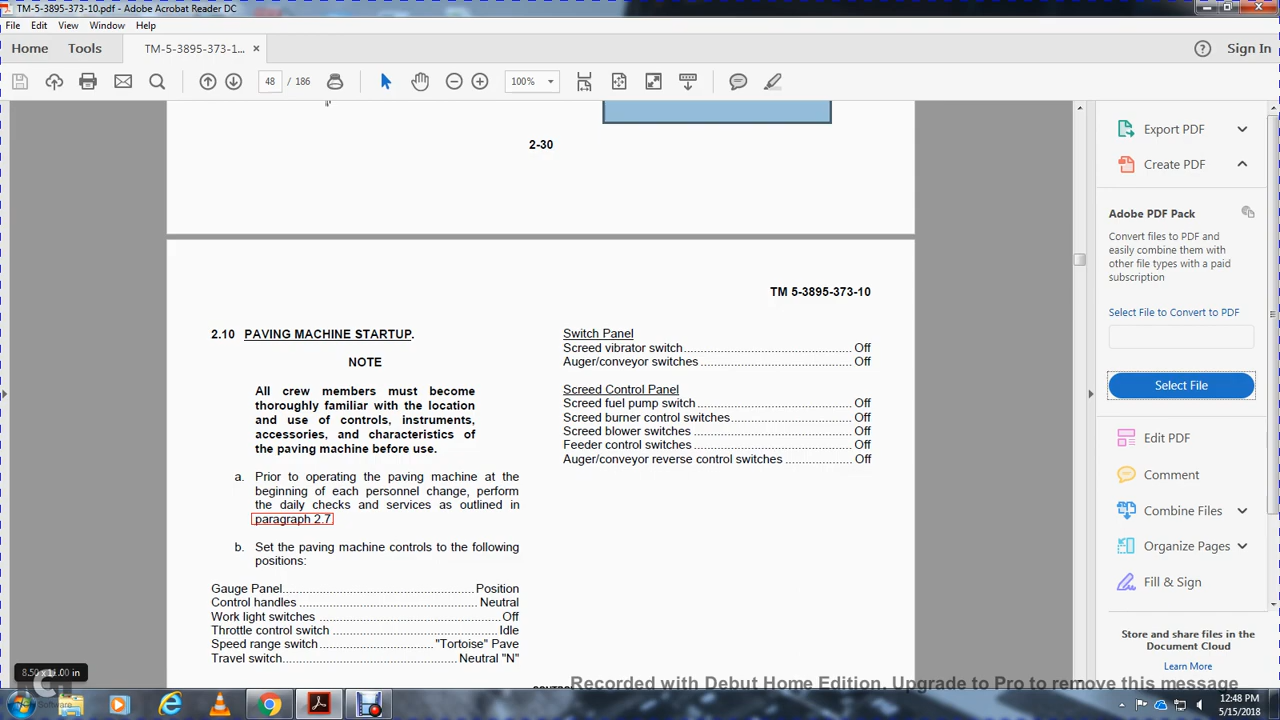 TM-5-3895-373-10.pdf - Adobe Acrobat Reader DC
File Edit View Window Help
Home Tools TM-5-3895-373-1... × Sign In
48 / 186 100%
2-30
TM 5-3895-373-10
2.10 PAVING MACHINE STARTUP.
NOTE
All crew members must become
thoroughly familiar with the location
and use of controls, instruments,
accessories, and characteristics of
the paving machine before use.
a. Prior to operating the paving machine at the
beginning of each personnel change, perform
the daily checks and services as outlined in
paragraph 2.7
b. Set the paving machine controls to the following
positions:
Gauge Panel..................................................Position
Control handles ..............................................Neutral
Work light switches ...................................................Off
Throttle control switch ...............................................Idle
Speed range switch ................................ "Tortoise" Pave
Travel switch.................................................Neutral "N"
Switch Panel
Screed vibrator switch................................................. Off
Auger/conveyor switches ............................................ Off
Screed Control Panel
Screed fuel pump switch ............................................. Off
Screed burner control switches................................... Off
Screed blower switches ............................................... Off
Feeder control switches .............................................. Off
Auger/conveyor reverse control switches ................... Off
8.50 x 11.00 in
Export PDF
Create PDF
Adobe PDF Pack
Convert files to PDF and
easily combine them with
other file types with a paid
subscription
Select File to Convert to PDF
Select File
Edit PDF
Comment
Combine Files
Organize Pages
Fill & Sign
Store and share files in the
Document Cloud
Learn More
Recorded with Debut Home Edition. Upgrade to Pro to remove this message
Software
12:48 PM
5/15/2018